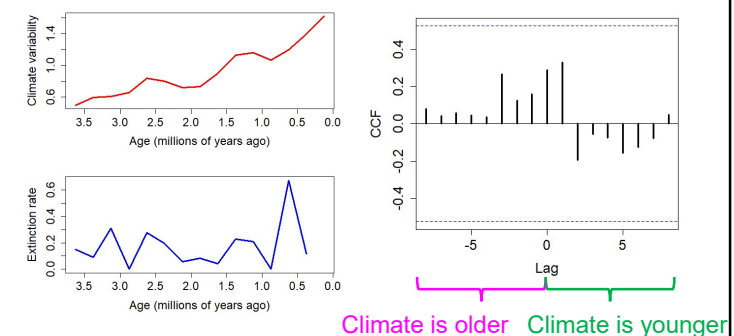 Climate variability
0.6 1.0 1.4
3.5 3.0 2.5 2.0 1.5 1.0 0.5 0.0
Age (millions of years ago)
Extinction rate
0.0 0.2 0.4 0.6
3.5 3.0 2.5 2.0 1.5 1.0 0.5 0.0
Age (millions of years ago)
CCF
-0.4 -0.2 0.0 0.2 0.4
-5 0 5
Lag
Climate is older Climate is younger